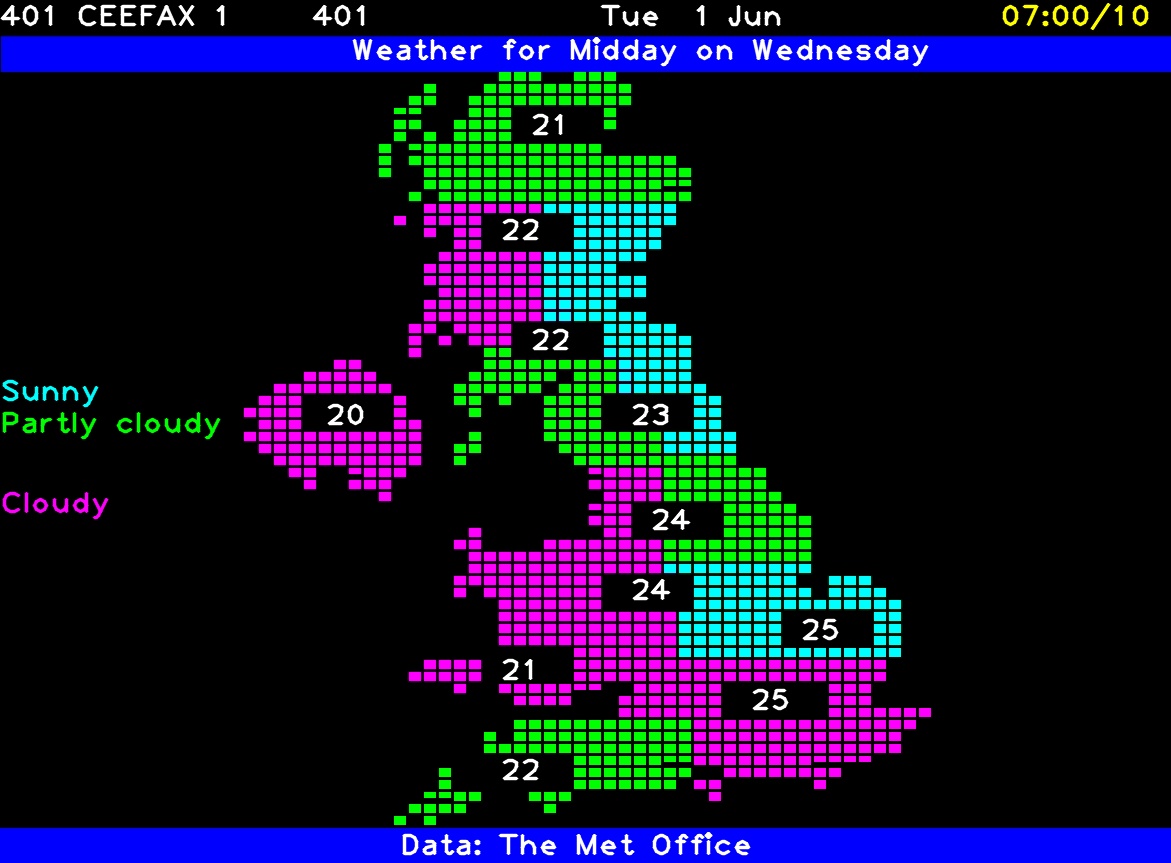 401 CEEFAX 1 401 Tue 1 Jun 07:00/10
Weather for Midday on Wednesday
21
22
22
Sunny
20 23
Partly cloudy
Cloudy
24
24
25
21
25
22
Data: The Met Office